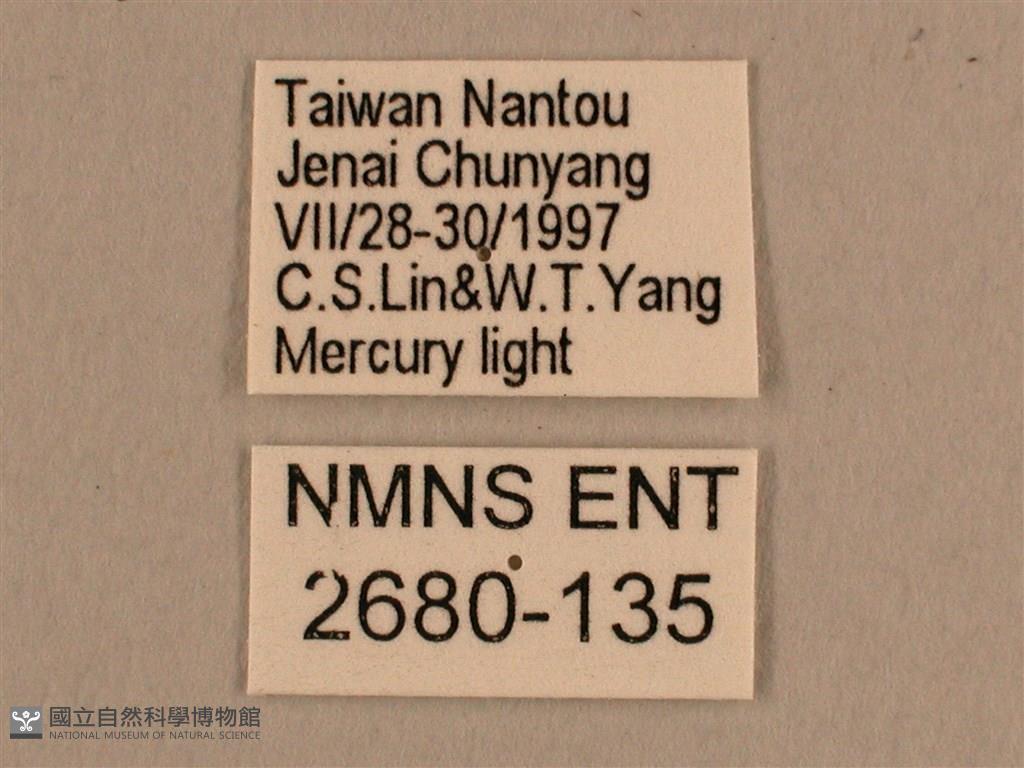 Taiwan Nantou
Jenai Chunyang
VII/28-30/1997
C.S.Lin&W.T.Yang
Mercury light
NMNS ENT
2680-135
國立自然科學博物館
NATIONAL MUSEUM OF NATURAL SCIENCE